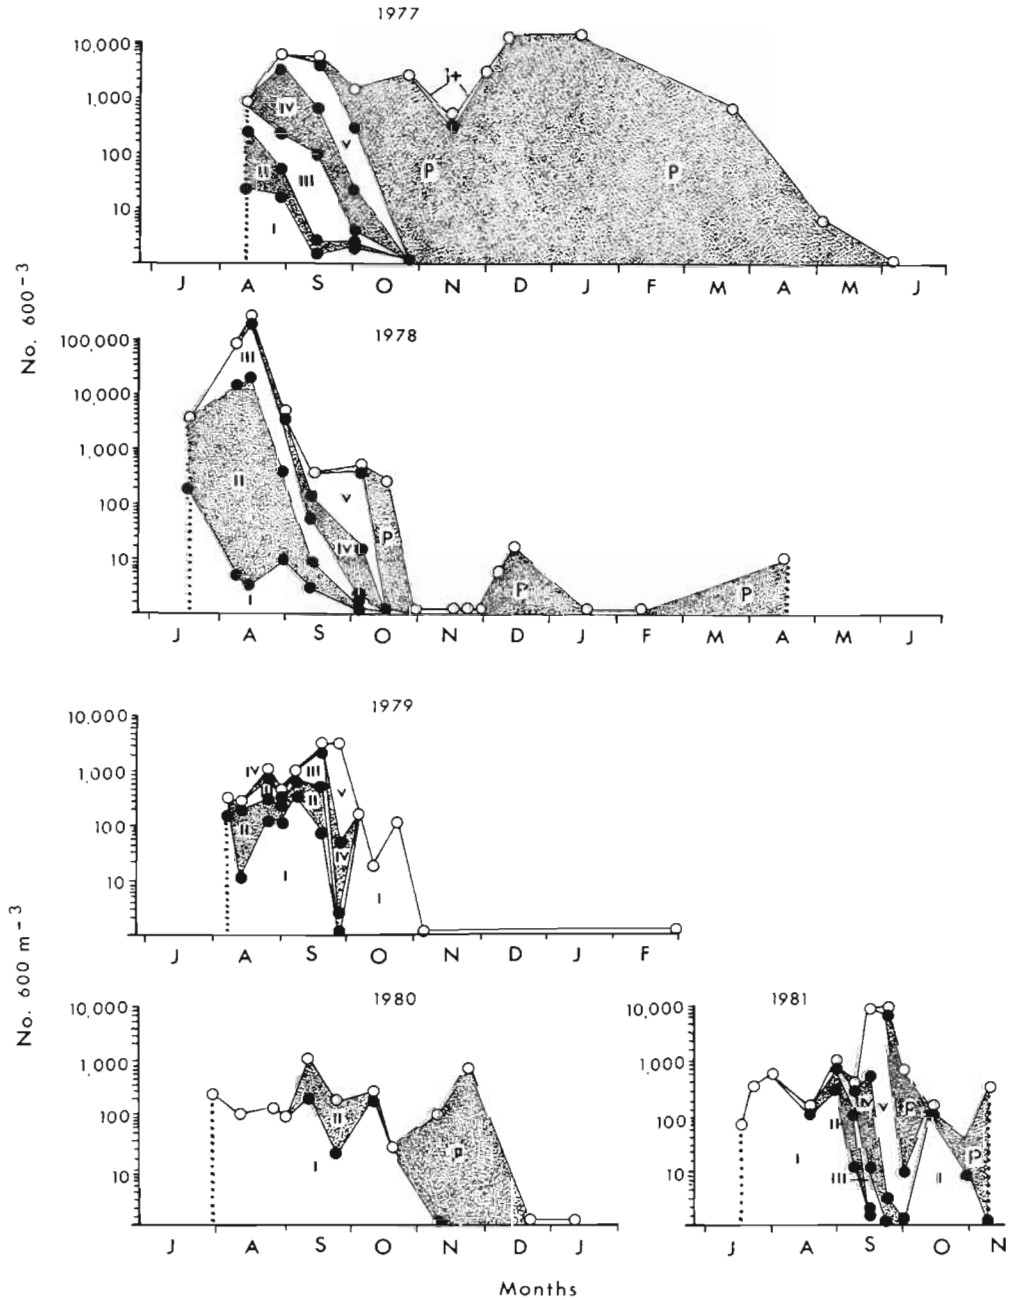 1977
10,000
1,000
100
10
I+
IV
V
II
III
I
P
P
J A S O N D J F M A M J
No. 600⁻³
1978
100,000
10,000
1,000
100
10
III
II
V
IV
I
P
P
P
J A S O N D J F M A M J
1979
10,000
1,000
100
10
IV
III
II
II
II
V
IV
I
I
J A S O N D J F
No. 600 m⁻³
1980
10,000
1,000
100
10
II
I
P
J A S O N D J
1981
10,000
1,000
100
10
IV
V
P
II
I
III
I
P
J A S O N
Months